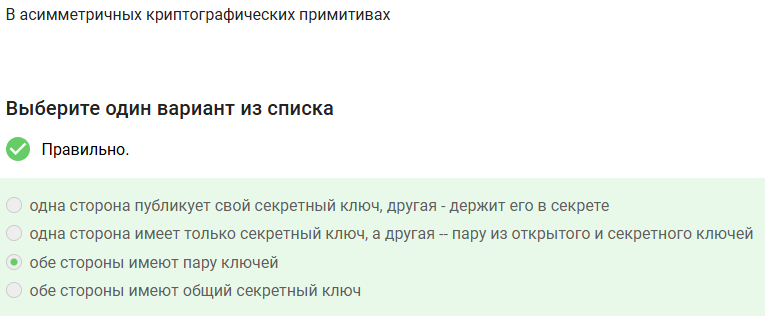 В асимметричных криптографических примитивах
Выберите один вариант из списка
Правильно.
одна сторона публикует свой секретный ключ, другая - держит его в секрете
одна сторона имеет только секретный ключ, а другая -- пару из открытого и секретного ключей
обе стороны имеют пару ключей
обе стороны имеют общий секретный ключ